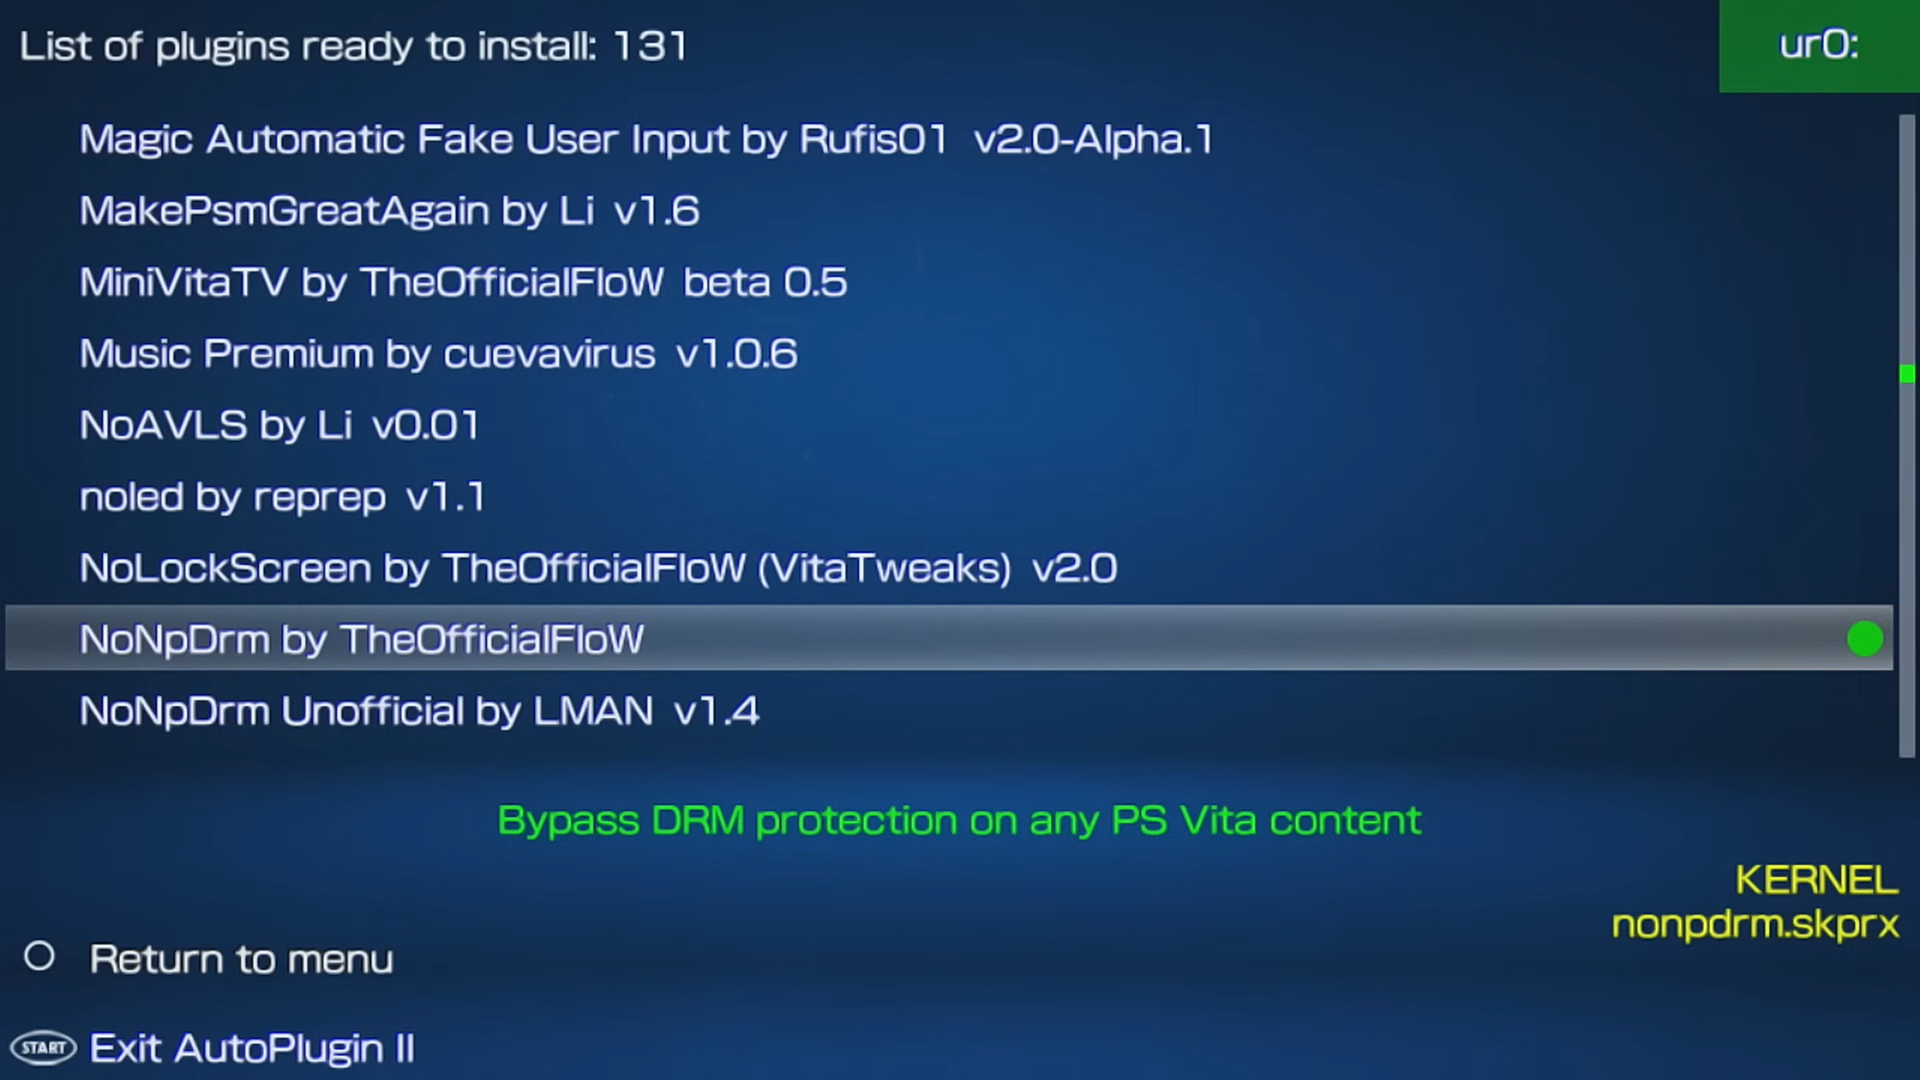 List of plugins ready to install: 131
ur0:
Magic Automatic Fake User Input by Rufis01 v2.0-Alpha.1
MakePsmGreatAgain by Li v1.6
MiniVitaTV by TheOfficialFloW beta 0.5
Music Premium by cuevavirus v1.0.6
NoAVLS by Li v0.01
noled by reprep v1.1
NoLockScreen by TheOfficialFloW (VitaTweaks) v2.0
NoNpDrm by TheOfficialFloW
NoNpDrm Unofficial by LMAN v1.4
Bypass DRM protection on any PS Vita content
KERNEL
nonpdrm.skprx
Return to menu
START Exit AutoPlugin II